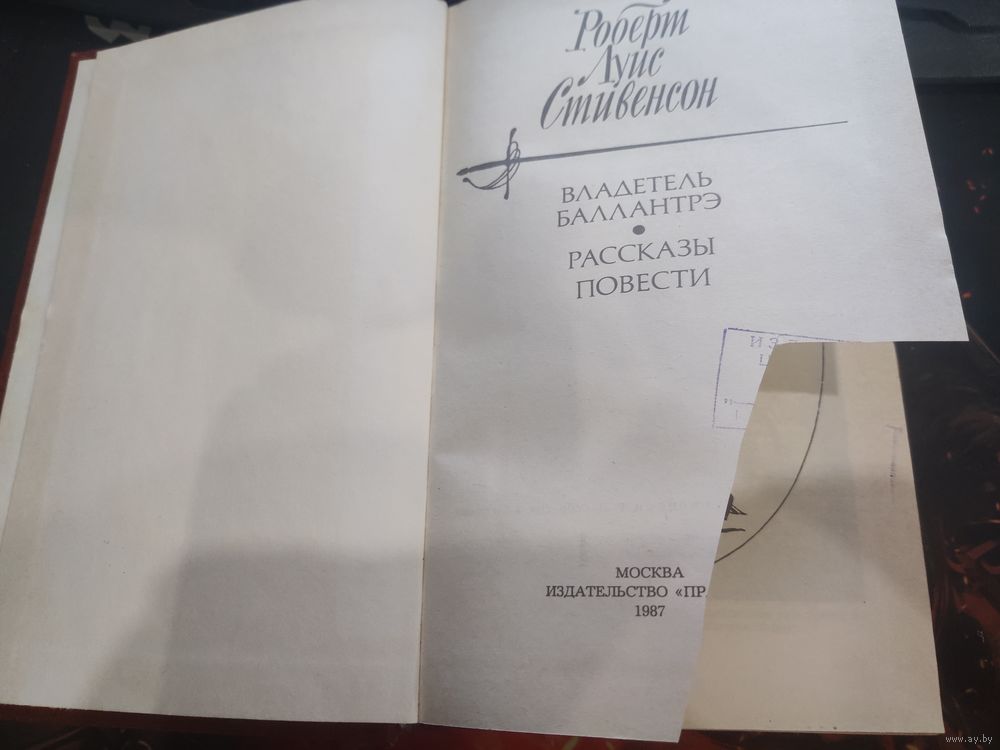 Роберт
Луис
Стивенсон
ВЛАДЕТЕЛЬ
БАЛЛАНТРЭ
•
РАССКАЗЫ
ПОВЕСТИ
МОСКВА
ИЗДАТЕЛЬСТВО «ПР
1987
www.ay.by